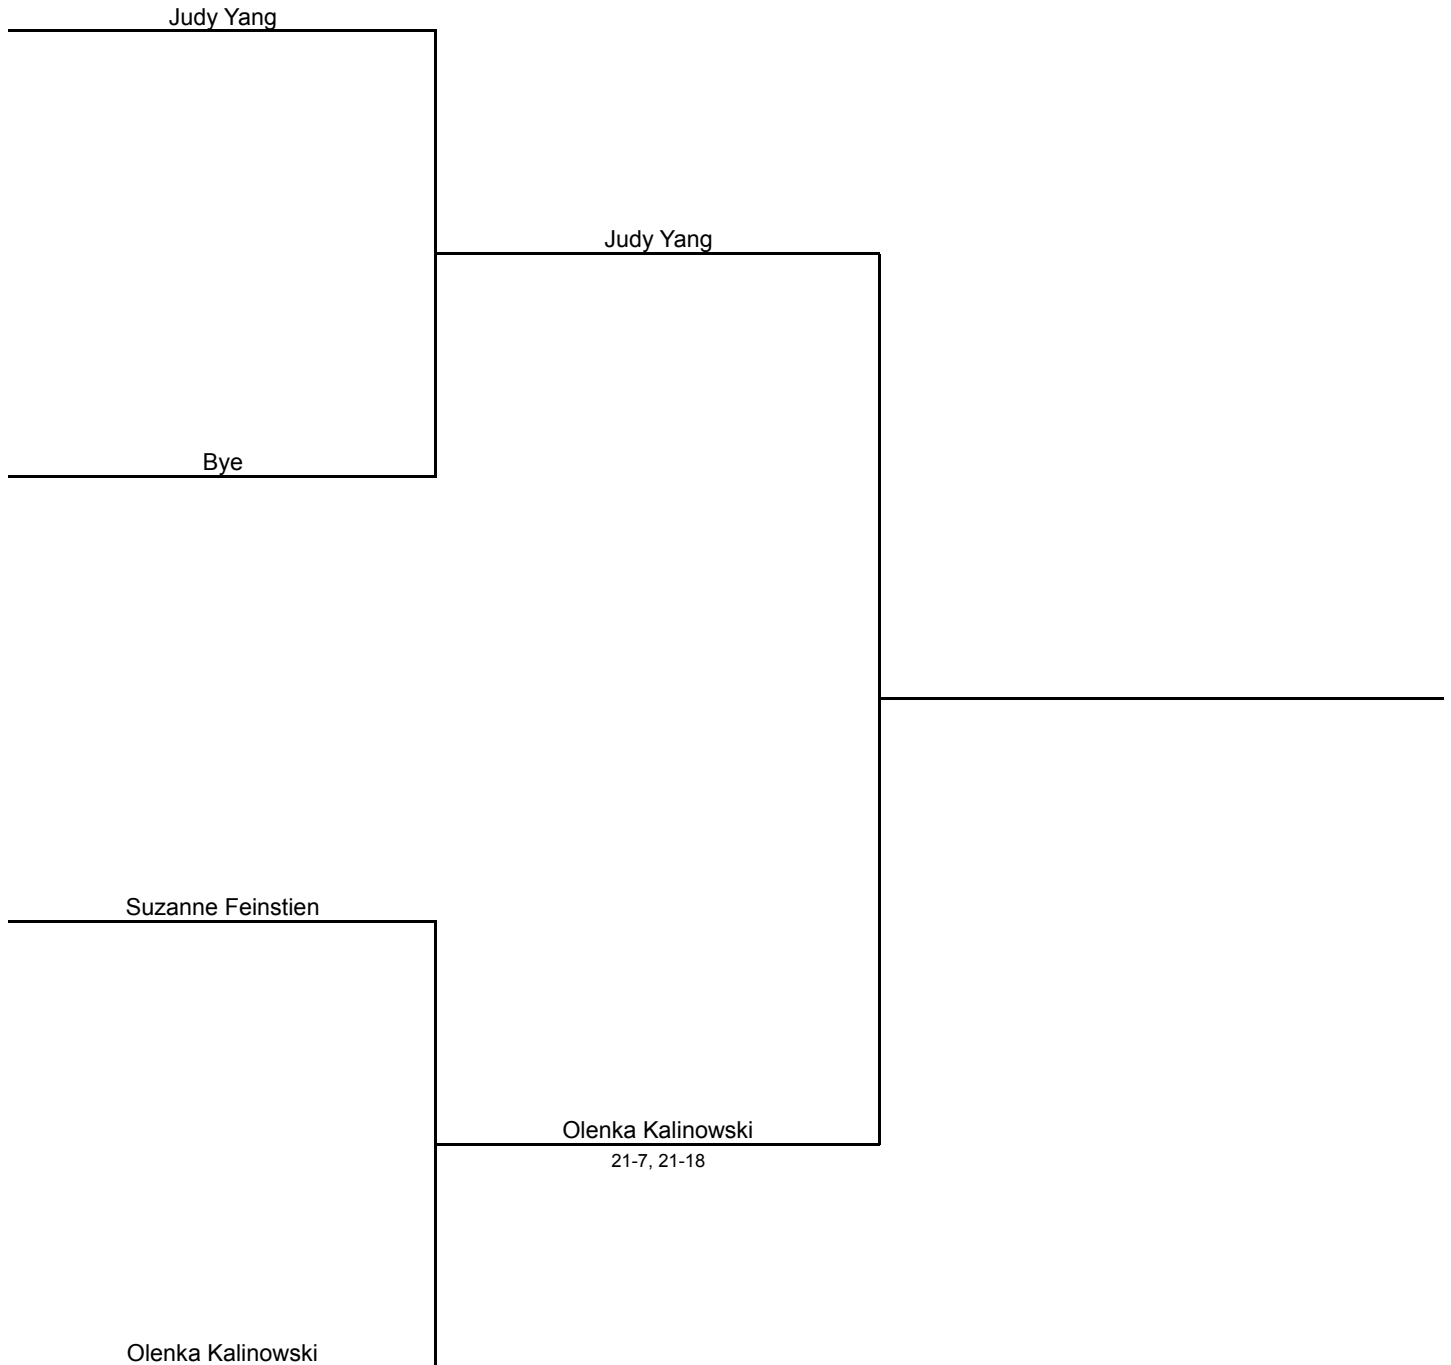 Judy Yang
Judy Yang
Bye
Suzanne Feinstien
Olenka Kalinowski
21-7, 21-18
Olenka Kalinowski